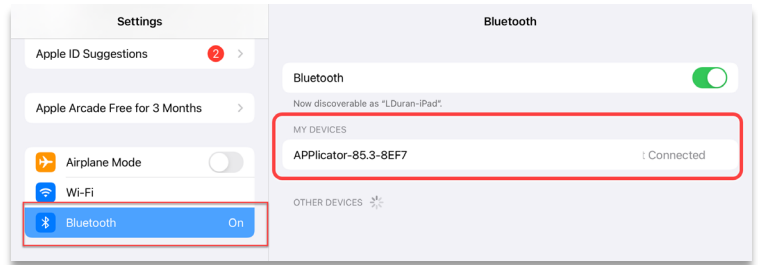 Settings
Apple ID Suggestions 2
Apple Arcade Free for 3 Months
Airplane Mode
Wi-Fi
Bluetooth On
Bluetooth
Bluetooth
Now discoverable as “LDuran-iPad”.
MY DEVICES
APPlicator-85.3-8EF7 Connected
OTHER DEVICES